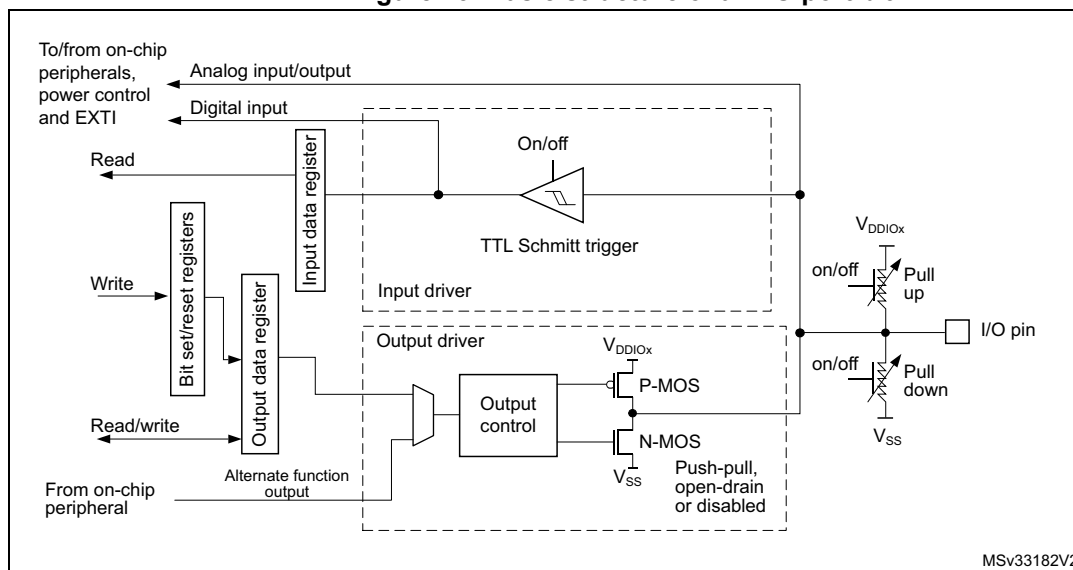 To/from on-chip
peripherals,
power control
and EXTI
Analog input/output
Digital input
On/off
Read
Input data register
TTL Schmitt trigger
Input driver
Bit set/reset registers
Write
Output data register
Read/write
From on-chip
peripheral
Alternate function
output
Output driver
Output
control
VDDIOx
P-MOS
N-MOS
VSS
Push-pull,
open-drain
or disabled
VDDIOx
on/off
Pull
up
I/O pin
on/off
Pull
down
VSS
MSv33182V2